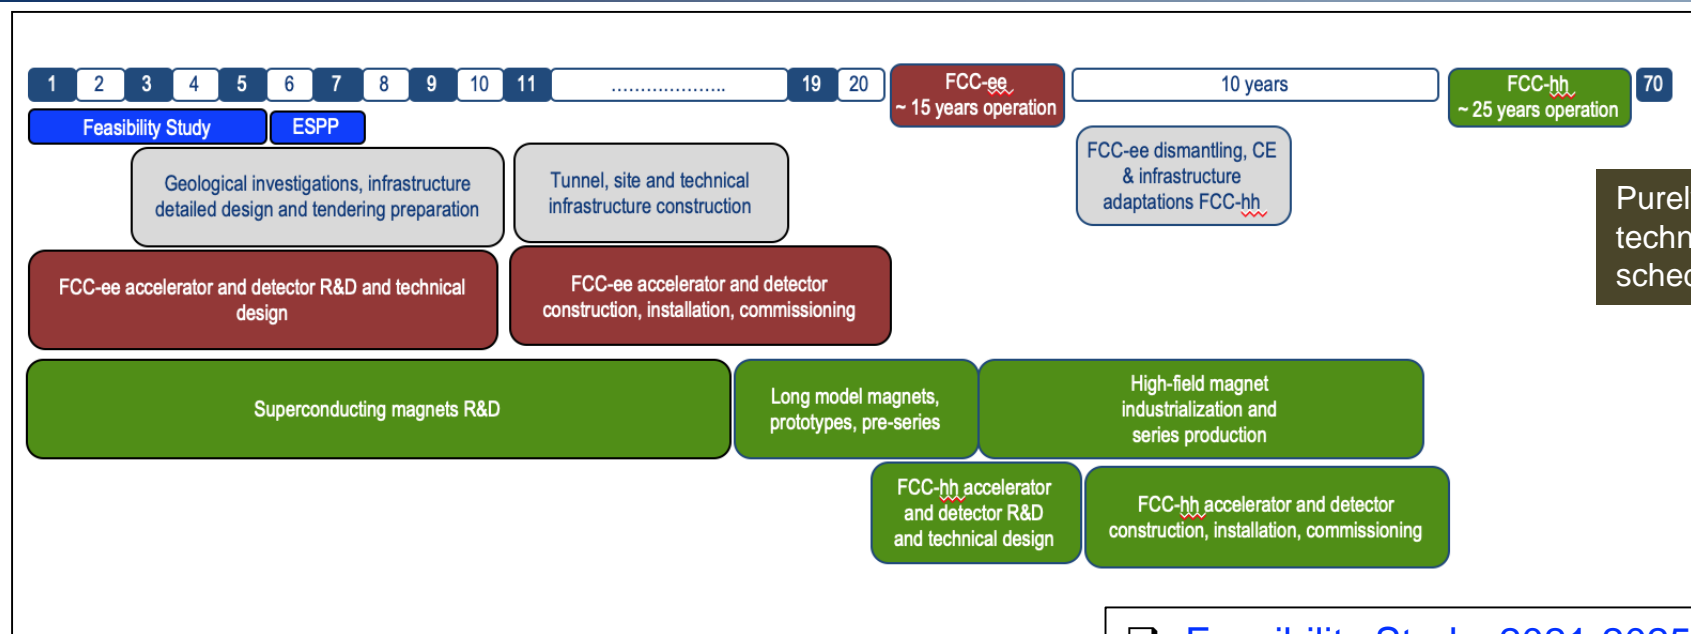 1 2 3 4 5 6 7 8 9 10 11 .................... 19 20
FCC-ee
~ 15 years operation
10 years
FCC-hh
~ 25 years operation
70
Feasibility Study
ESPP
Geological investigations, infrastructure
detailed design and tendering preparation
Tunnel, site and technical
infrastructure construction
FCC-ee dismantling, CE
& infrastructure
adaptations FCC-hh
FCC-ee accelerator and detector R&D and technical
design
FCC-ee accelerator and detector
construction, installation, commissioning
Superconducting magnets R&D
Long model magnets,
prototypes, pre-series
High-field magnet
industrialization and
series production
FCC-hh accelerator
and detector R&D
and technical design
FCC-hh accelerator and detector
construction, installation, commissioning